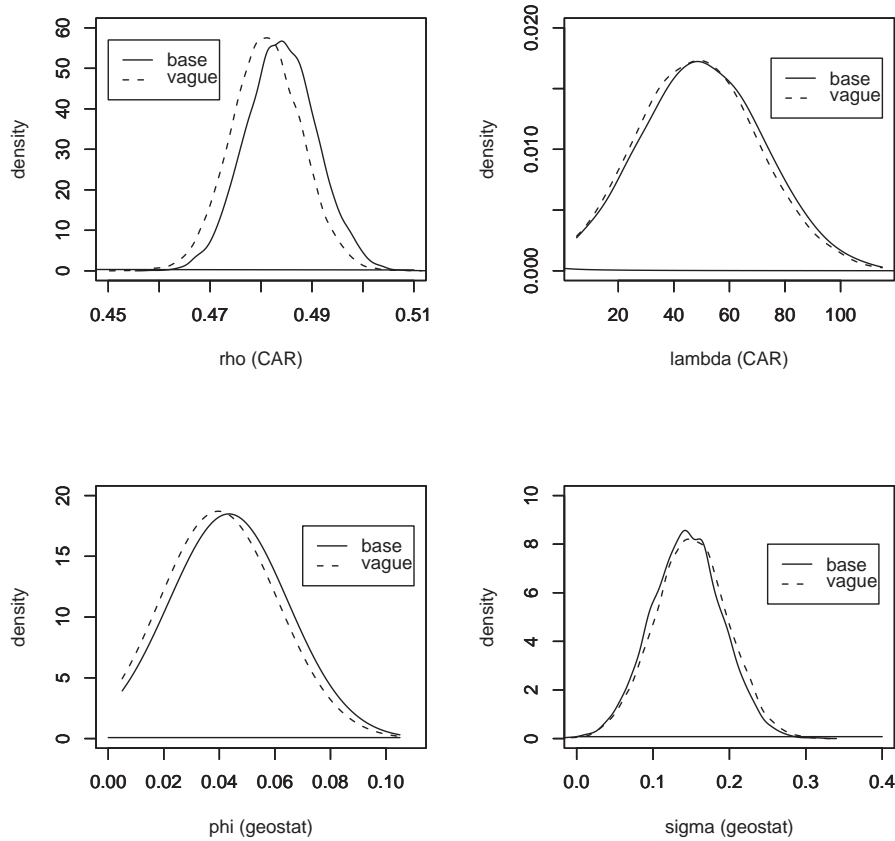 density
60
50
40
30
20
10
0
base
vague
0.45
0.47
0.49
0.51
rho (CAR)
density
0.020
0.010
0.000
base
vague
20
40
60
80
100
lambda (CAR)
density
20
15
10
5
0
base
vague
0.00
0.02
0.04
0.06
0.08
0.10
phi (geostat)
density
10
8
6
4
2
0
base
vague
0.0
0.1
0.2
0.3
0.4
sigma (geostat)